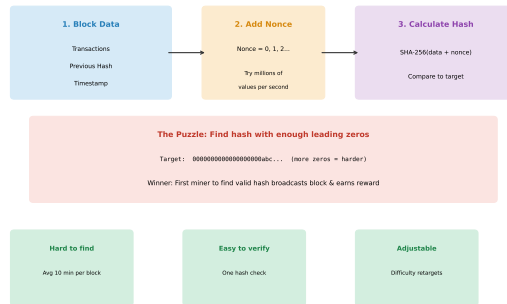 1. Block Data
Transactions
Previous Hash
Timestamp
2. Add Nonce
Nonce = 0, 1, 2...
Try millions of
values per second
3. Calculate Hash
SHA-256(data + nonce)
Compare to target
The Puzzle: Find hash with enough leading zeros
Target:  0000000000000000000abc...  (more zeros = harder)
Winner: First miner to find valid hash broadcasts block & earns reward
Hard to find
Avg 10 min per block
Easy to verify
One hash check
Adjustable
Difficulty retargets